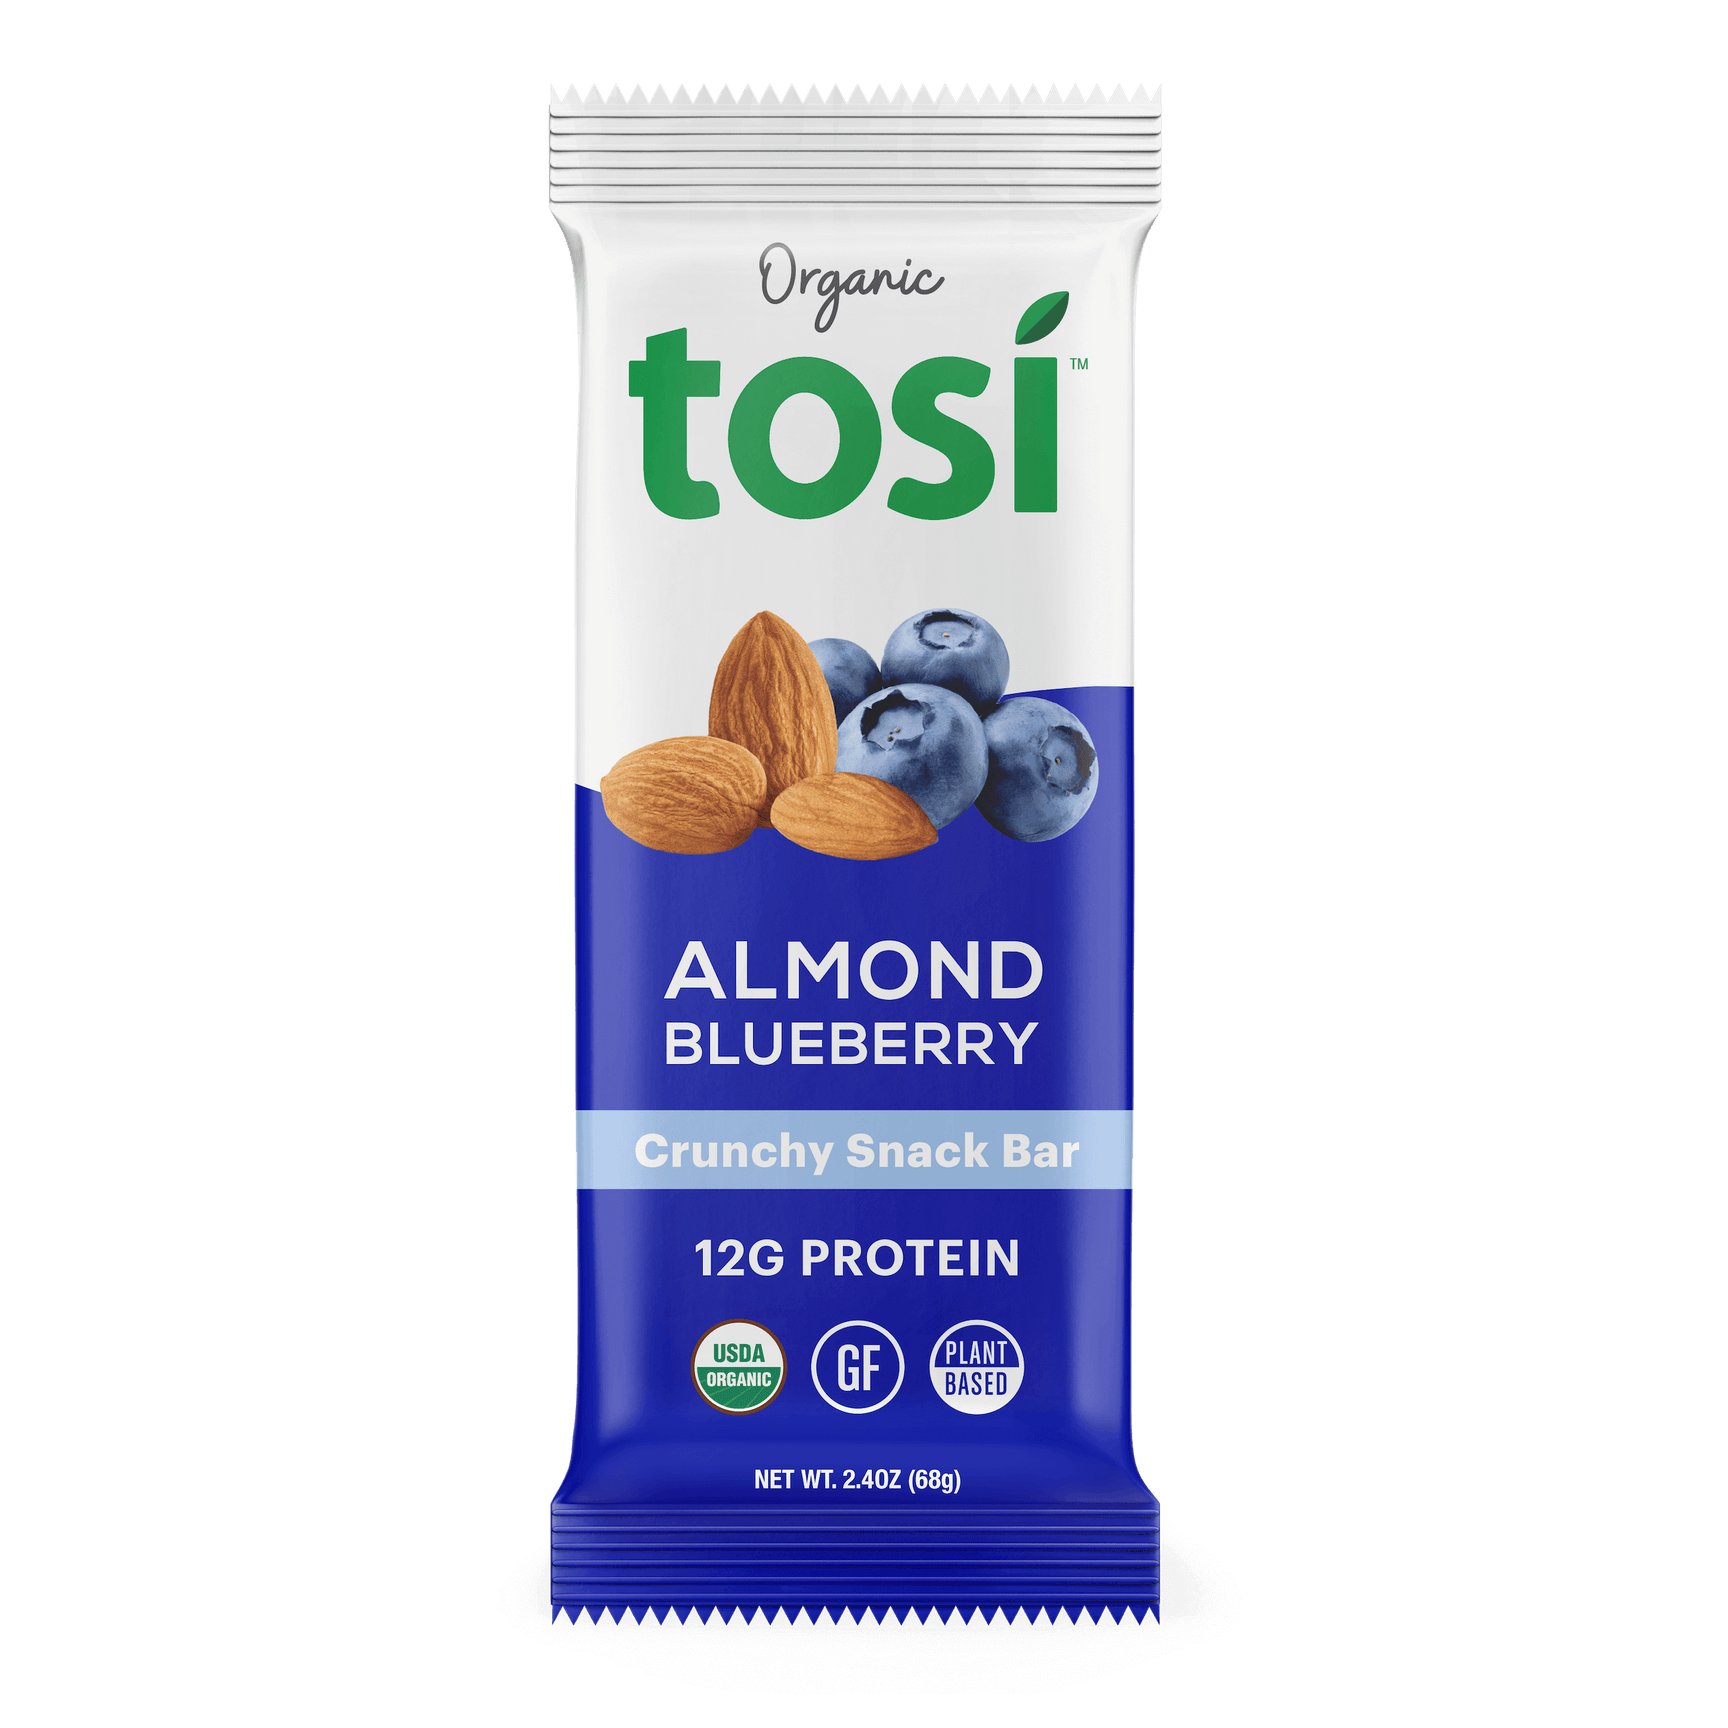 Organic
tosí™
ALMOND
BLUEBERRY
Crunchy Snack Bar
12G PROTEIN
USDA
ORGANIC
GF
PLANT
BASED
NET WT. 2.4OZ (68g)